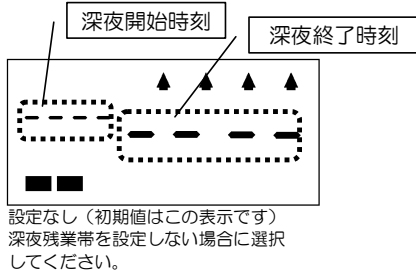 深夜開始時刻
深夜終了時刻
設定なし（初期値はこの表示です）
深夜残業帯を設定しない場合に選択
してください。